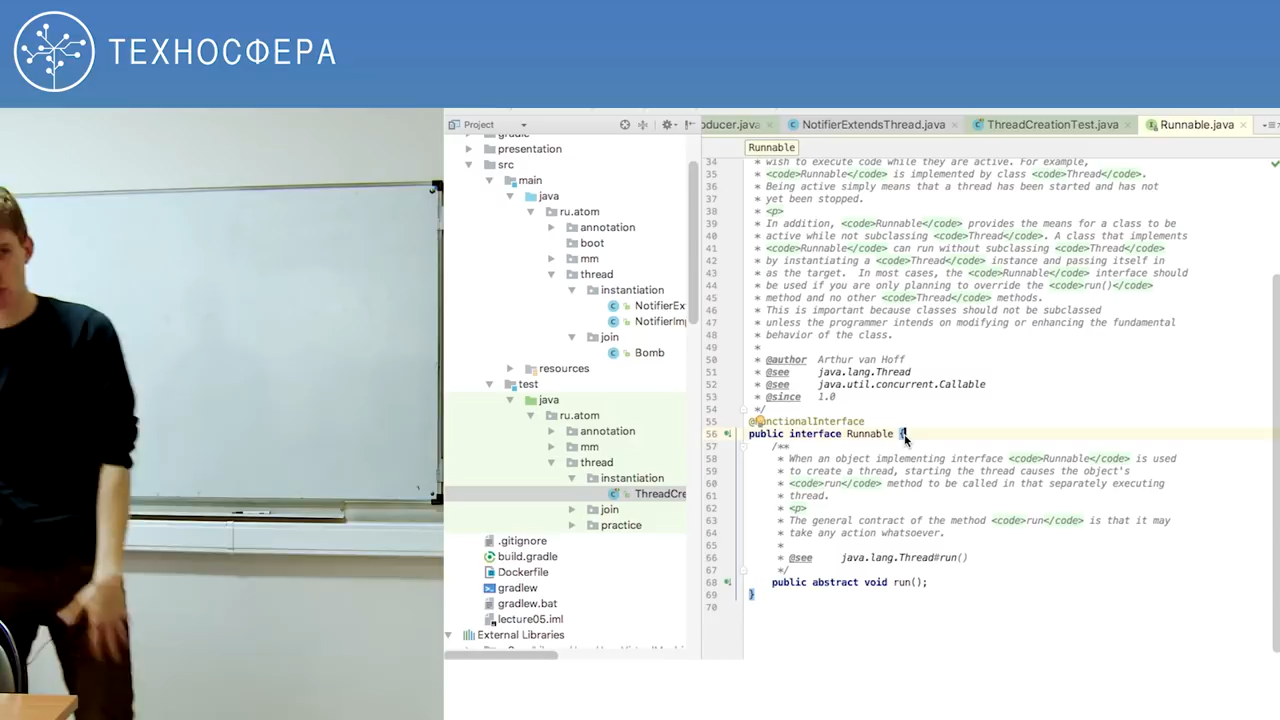 ТЕХНОСФЕРА
Project
oducer.java
NotifierExtendsThread.java
ThreadCreationTest.java
Runnable.java
Runnable
gradle
presentation
src
main
java
ru.atom
annotation
boot
mm
thread
instantiation
NotifierEx
NotifierImp
join
Bomb
resources
test
java
ru.atom
annotation
mm
thread
instantiation
ThreadCre
join
practice
.gitignore
build.gradle
Dockerfile
gradlew
gradlew.bat
lecture05.iml
External Libraries
34 * wish to execute code while they are active. For example,
35 * <code>Runnable</code> is implemented by class <code>Thread</code>.
36 * Being active simply means that a thread has been started and has not
37 * yet been stopped.
38 * <p>
39 * In addition, <code>Runnable</code> provides the means for a class to be
40 * active while not subclassing <code>Thread</code>. A class that implements
41 * <code>Runnable</code> can run without subclassing <code>Thread</code>
42 * by instantiating a <code>Thread</code> instance and passing itself in
43 * as the target.  In most cases, the <code>Runnable</code> interface should
44 * be used if you are only planning to override the <code>run()</code>
45 * method and no other <code>Thread</code> methods.
46 * This is important because classes should not be subclassed
47 * unless the programmer intends on modifying or enhancing the fundamental
48 * behavior of the class.
49 *
50 * @author  Arthur van Hoff
51 * @see     java.lang.Thread
52 * @see     java.util.concurrent.Callable
53 * @since   1.0
54 */
55 @FunctionalInterface
56 public interface Runnable {
57 /**
58 * When an object implementing interface <code>Runnable</code> is used
59 * to create a thread, starting the thread causes the object's
60 * <code>run</code> method to be called in that separately executing
61 * thread.
62 * <p>
63 * The general contract of the method <code>run</code> is that it may
64 * take any action whatsoever.
65 *
66 * @see     java.lang.Thread#run()
67 */
68 public abstract void run();
69 }
70